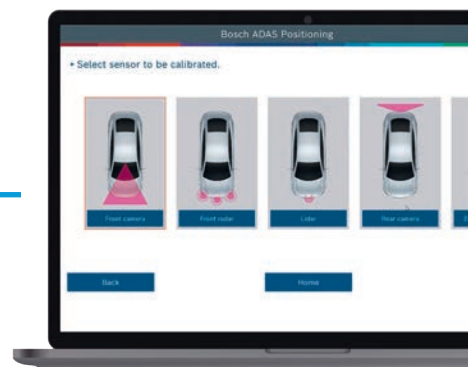 Bosch ADAS Positioning
• Select sensor to be calibrated.
Front camera
Front radar
Lidar
Rear camera
Back
Home